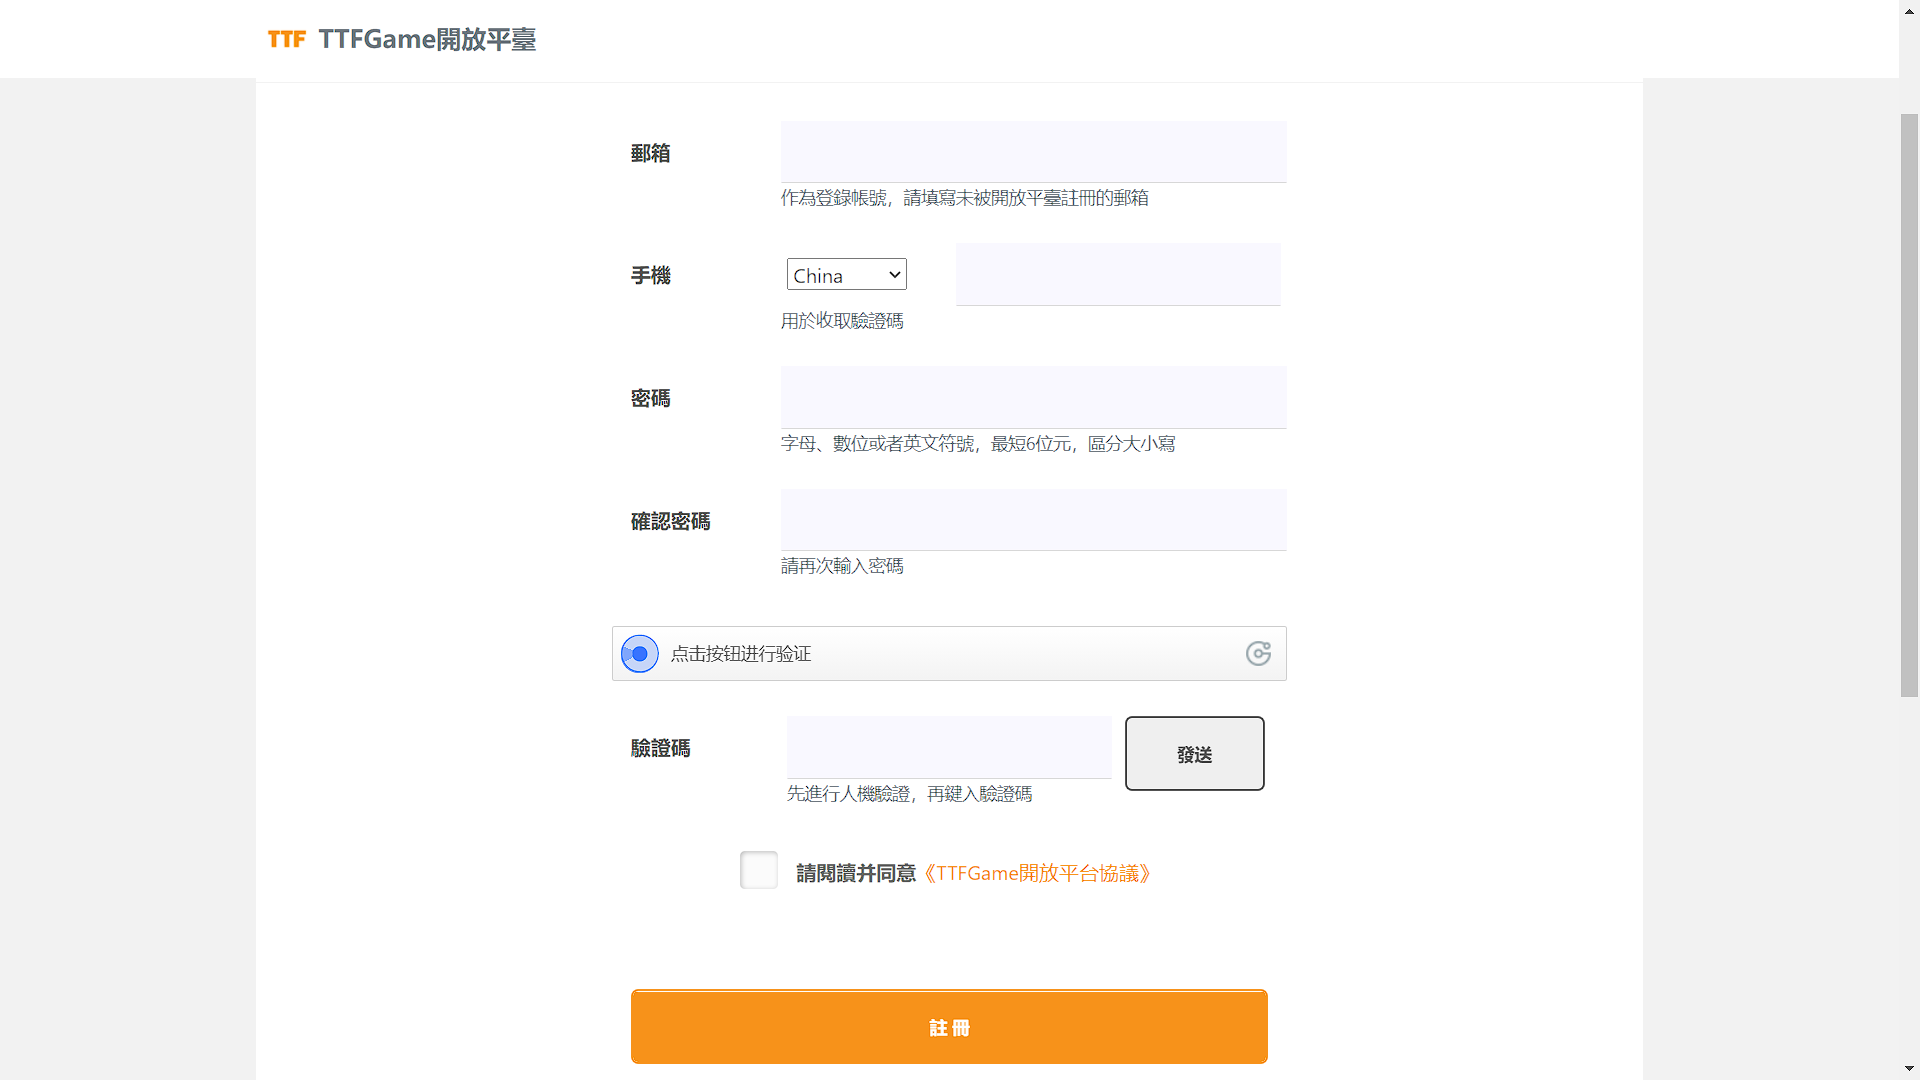 TTF TTFGame開放平臺
郵箱
作為登錄帳號，請填寫未被開放平臺註冊的郵箱
手機 China
用於收取驗證碼
密碼
字母、數位或者英文符號，最短6位元，區分大小寫
確認密碼
請再次輸入密碼
点击按钮进行验证
驗證碼 發送
先進行人機驗證，再鍵入驗證碼
請閱讀并同意《TTFGame開放平台協議》
註冊